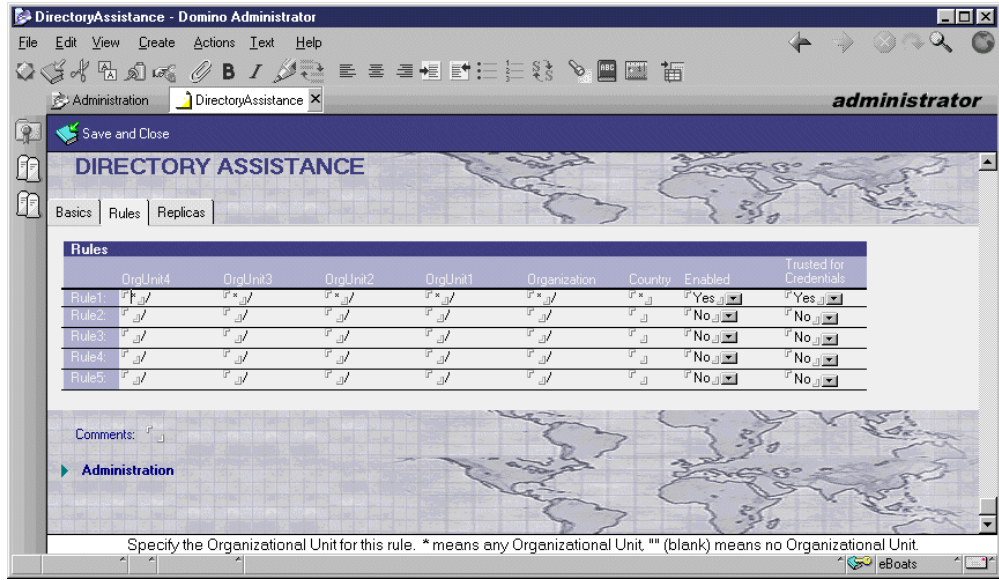 DirectoryAssistance - Domino Administrator
File Edit View Create Actions Text Help
Administration DirectoryAssistance
administrator
Save and Close
DIRECTORY ASSISTANCE
Basics Rules Replicas
Rules
OrgUnit4 OrgUnit3 OrgUnit2 OrgUnit1 Organization Country Enabled Trusted for Credentials
Rule1: * / * / * / * / * / * Yes Yes
Rule2: / / / / / No No
Rule3: / / / / / No No
Rule4: / / / / / No No
Rule5: / / / / / No No
Comments:
Administration
Specify the Organizational Unit for this rule. * means any Organizational Unit, "" (blank) means no Organizational Unit.
eBoats